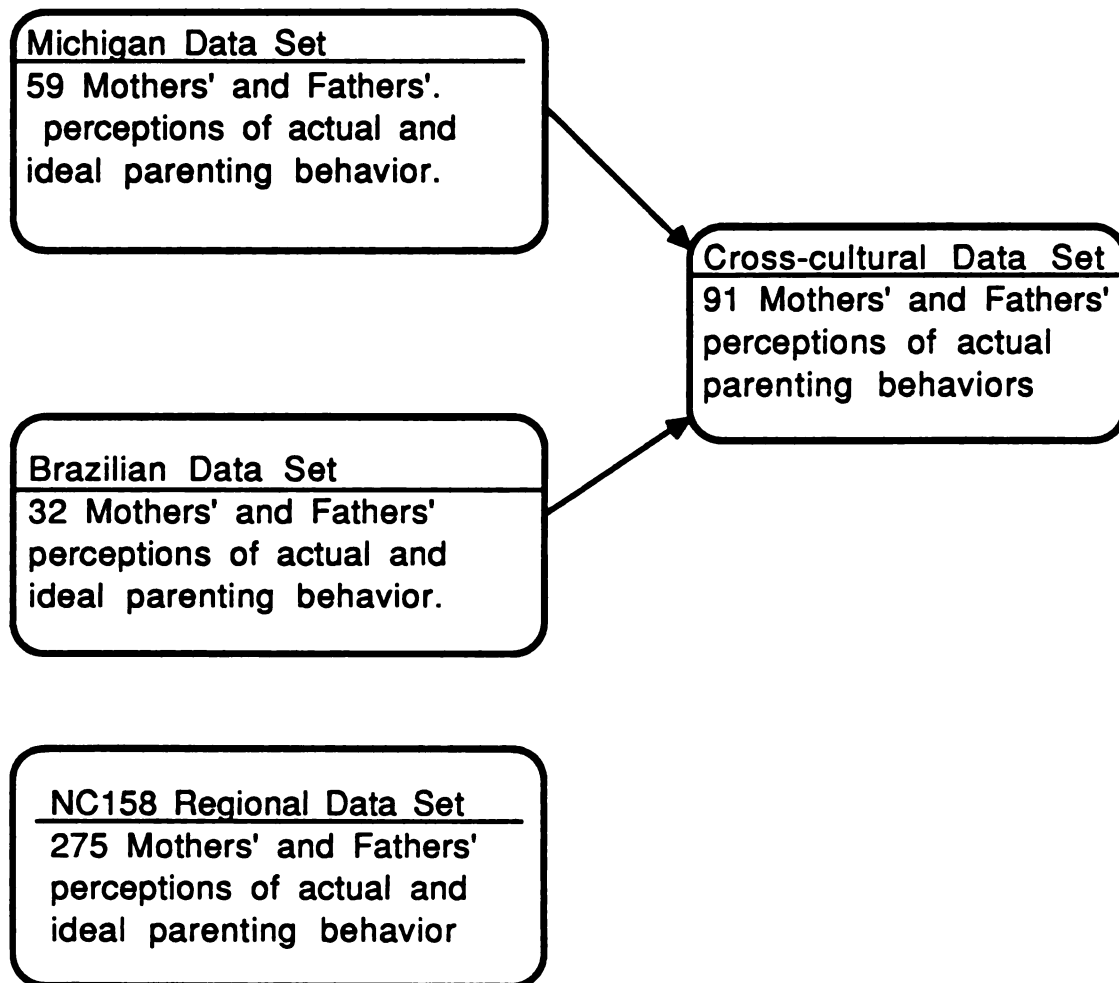 Michigan Data Set
59 Mothers' and Fathers'.
perceptions of actual and
ideal parenting behavior.
Cross-cultural Data Set
91 Mothers' and Fathers'
perceptions of actual
parenting behaviors
Brazilian Data Set
32 Mothers' and Fathers'
perceptions of actual and
ideal parenting behavior.
NC158 Regional Data Set
275 Mothers' and Fathers'
perceptions of actual and
ideal parenting behavior